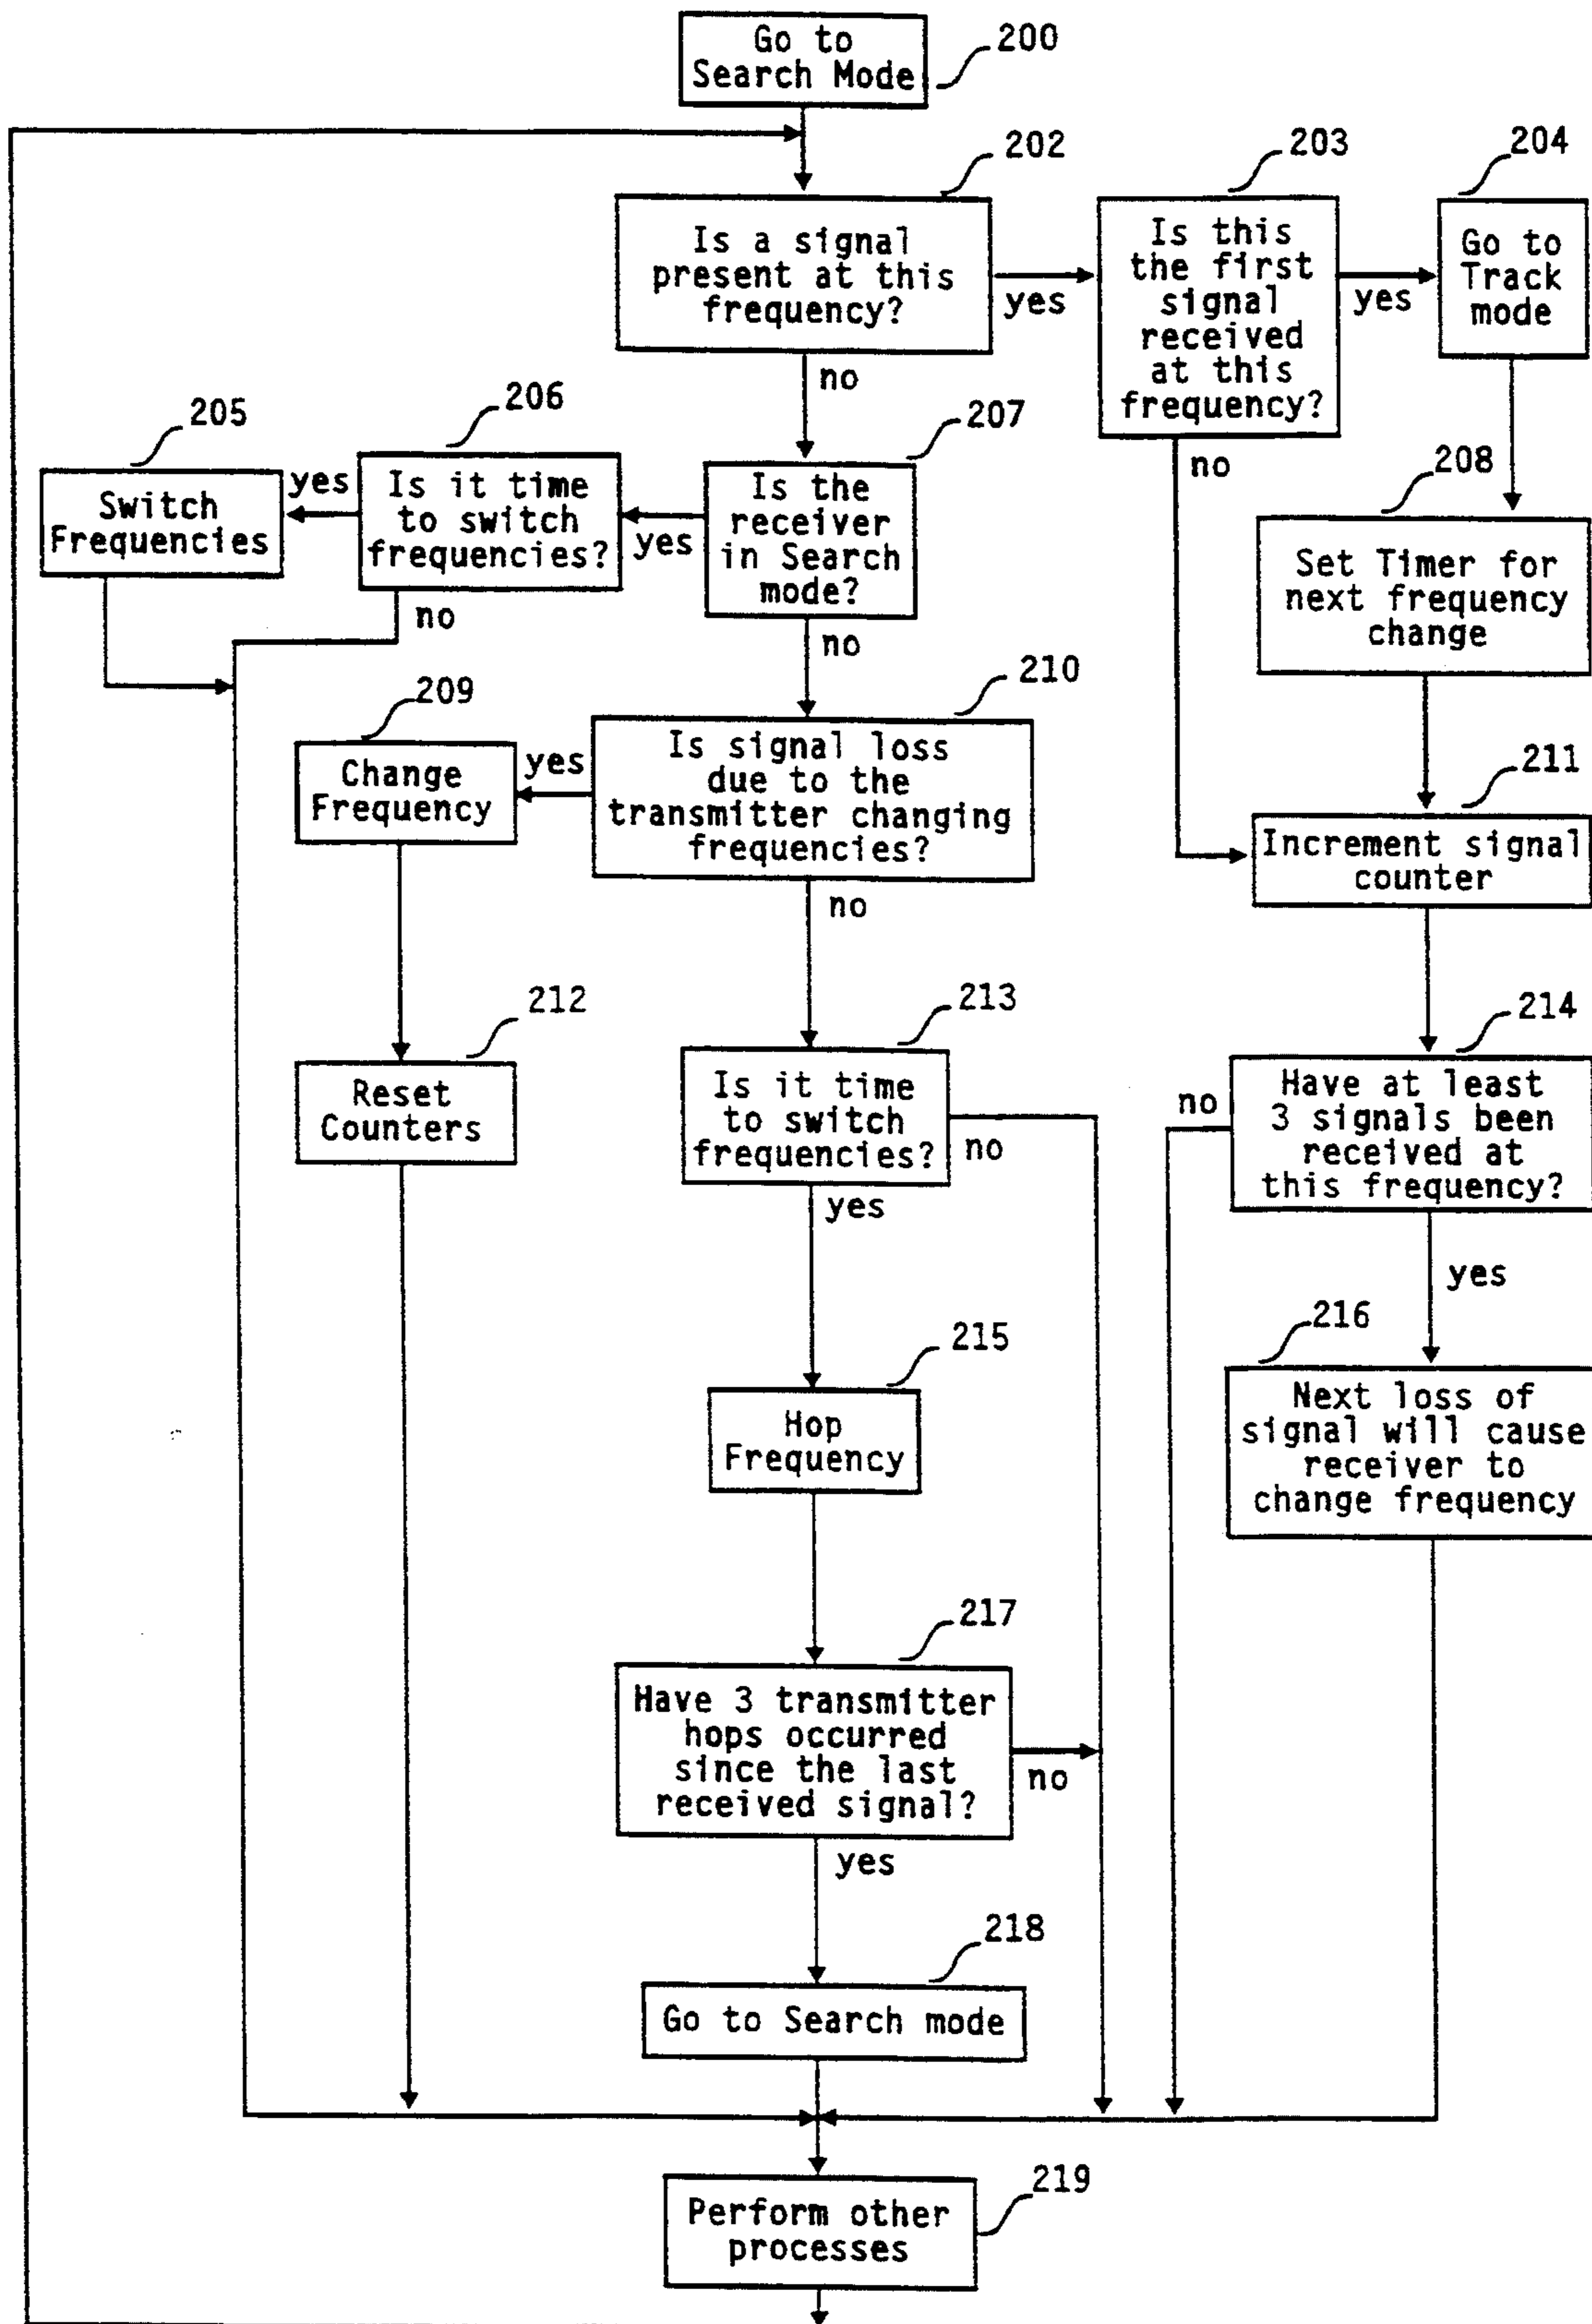 Go to
Search Mode
200
202
203
204
Is a signal
present at this
frequency?
yes
Is this
the first
signal
received
at this
frequency?
yes
Go to
Track
mode
no
205
206
207
no
208
Switch
Frequencies
yes
Is it time
to switch
frequencies?
yes
Is the
receiver
in Search
mode?
Set Timer for
next frequency
change
no
no
209
210
211
Change
Frequency
yes
Is signal loss
due to the
transmitter changing
frequencies?
Increment signal
counter
no
212
213
214
Reset
Counters
Is it time
to switch
frequencies?
no
no
Have at least
3 signals been
received at
this frequency?
yes
yes
215
216
Hop
Frequency
Next loss of
signal will cause
receiver to
change frequency
217
Have 3 transmitter
hops occurred
since the last
received signal?
no
yes
218
Go to Search mode
219
Perform other
processes